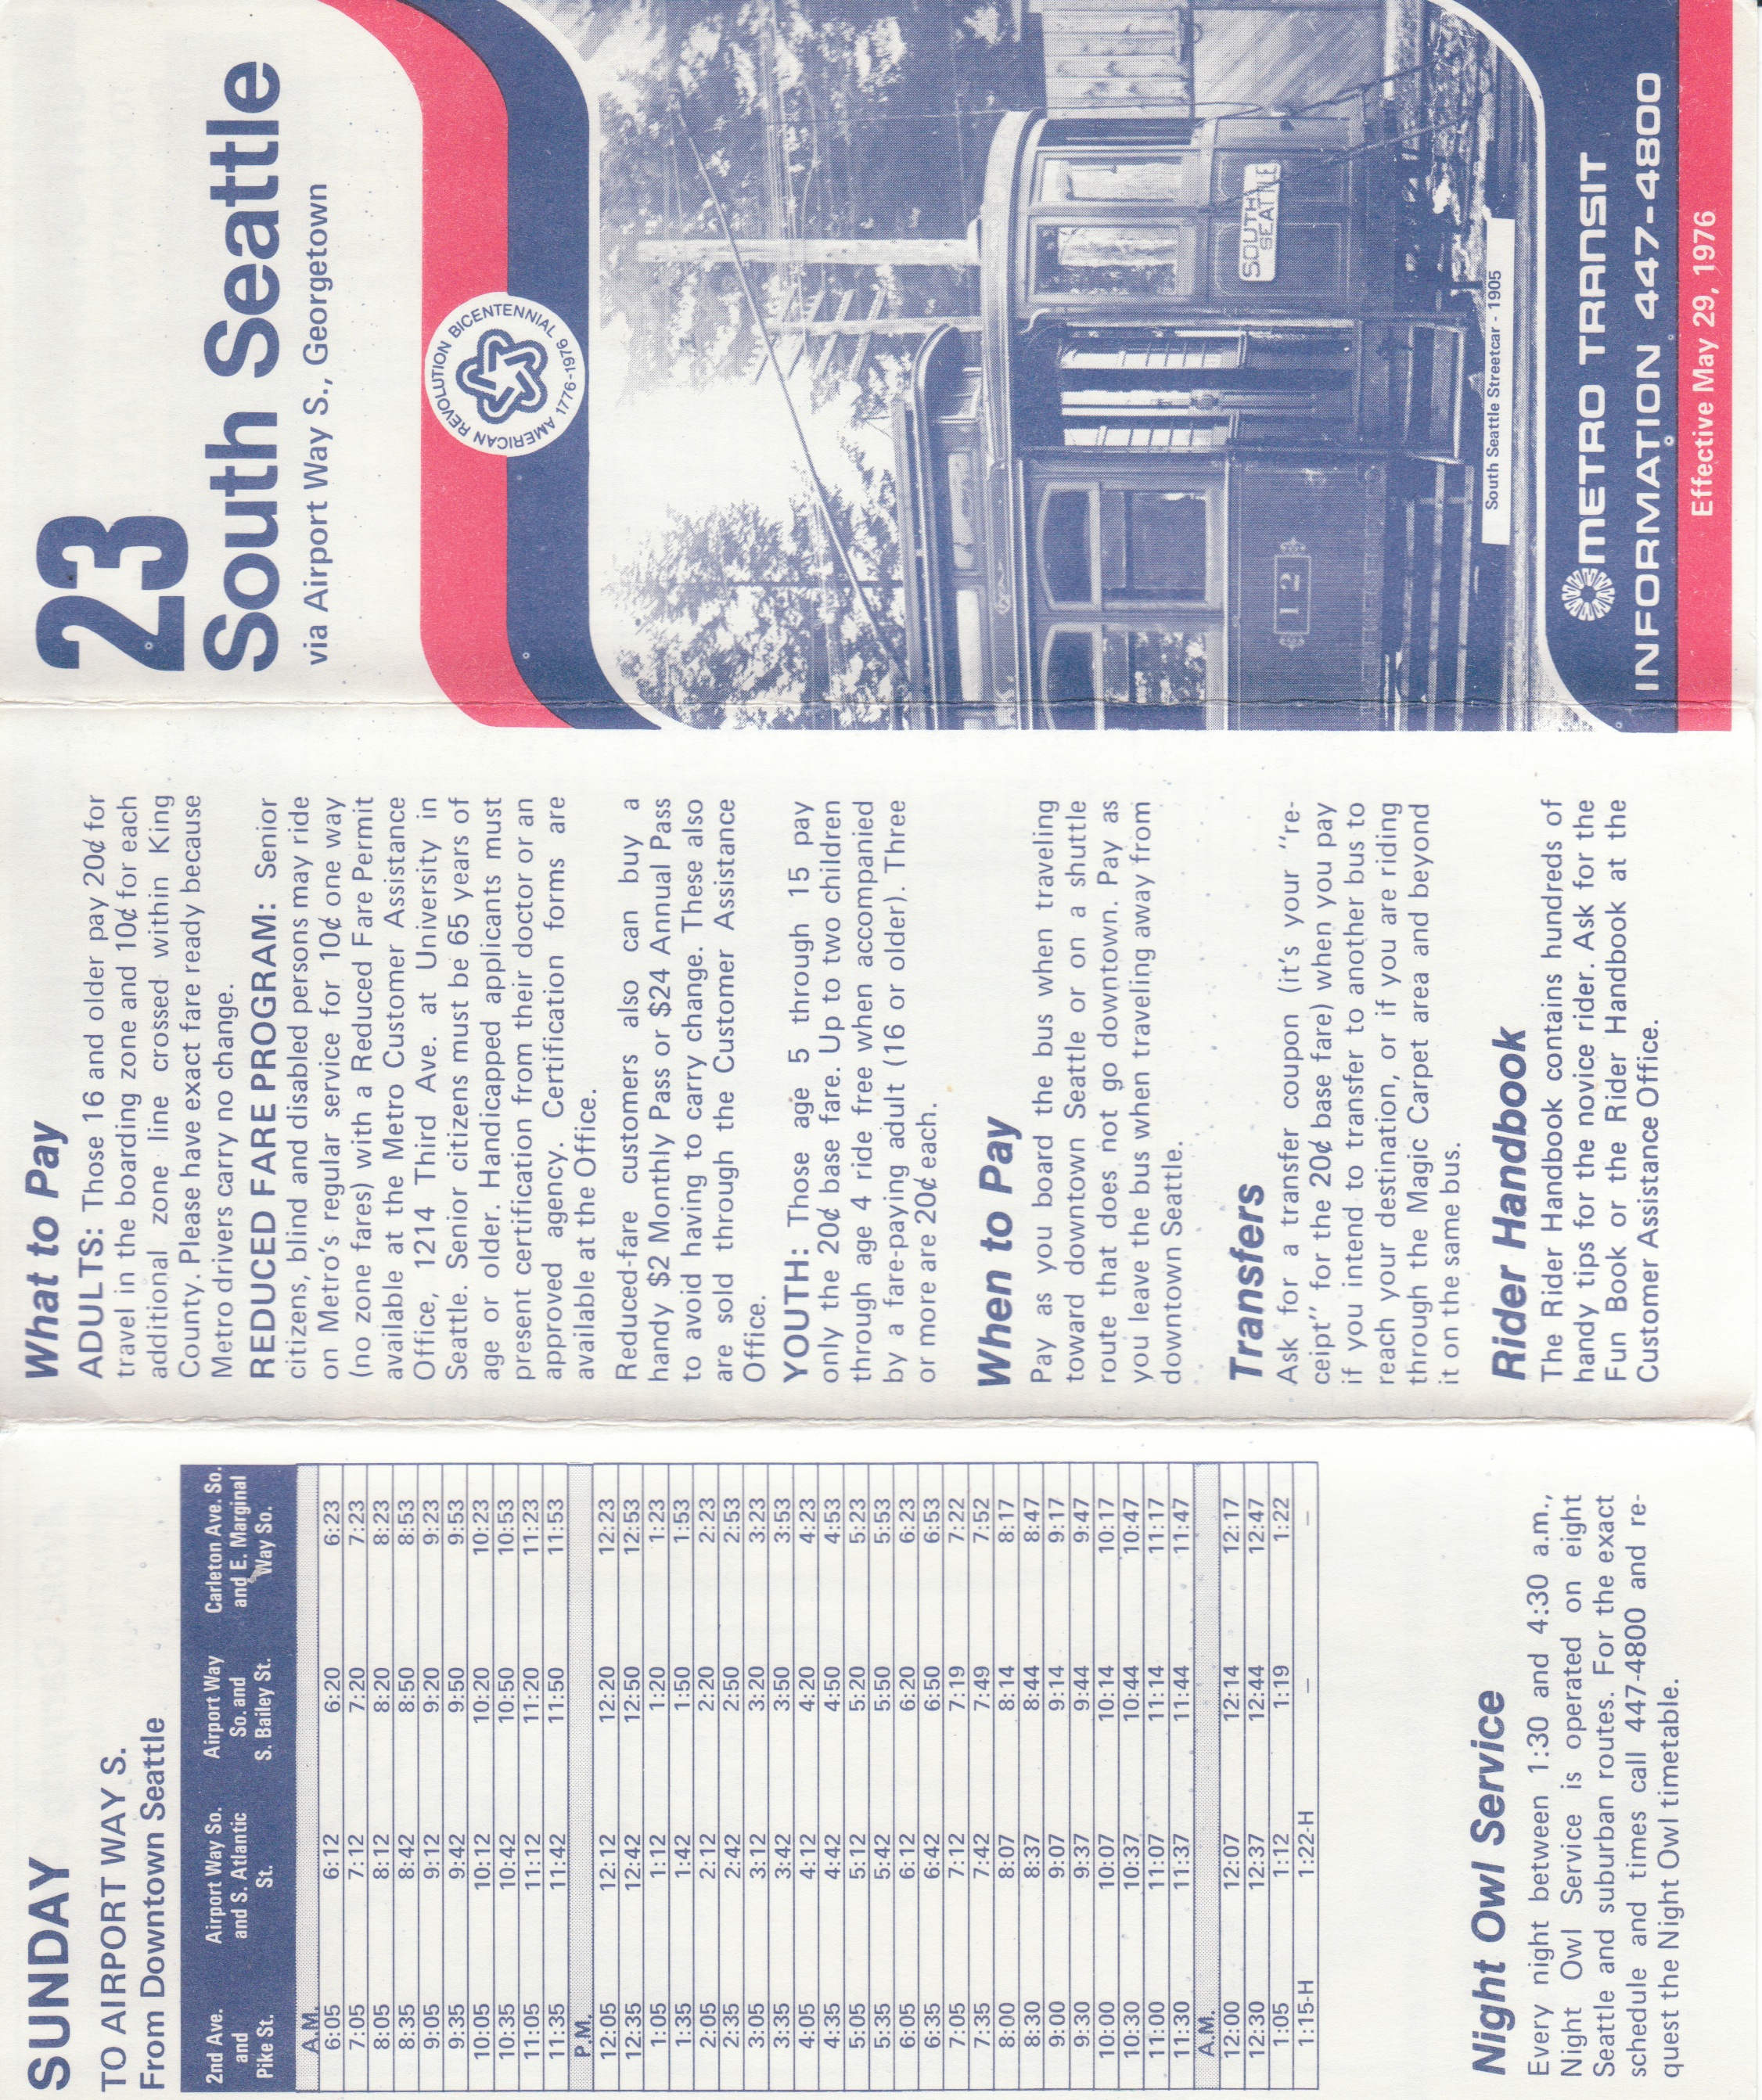 SUNDAY
TO AIRPORT WAY S.
From Downtown Seattle
2nd Ave. and Pike St. Airport Way So. and S. Atlantic St. Airport Way So. and S. Bailey St. Carleton Ave. So. and E. Marginal Way So.
A.M.
6:05 6:12 6:20 6:23
7:05 7:12 7:20 7:23
8:05 8:12 8:20 8:23
8:35 8:42 8:50 8:53
9:05 9:12 9:20 9:23
9:35 9:42 9:50 9:53
10:05 10:12 10:20 10:23
10:35 10:42 10:50 10:53
11:05 11:12 11:20 11:23
11:35 11:42 11:50 11:53
P.M.
12:05 12:12 12:20 12:23
12:35 12:42 12:50 12:53
1:05 1:12 1:20 1:23
1:35 1:42 1:50 1:53
2:05 2:12 2:20 2:23
2:35 2:42 2:50 2:53
3:05 3:12 3:20 3:23
3:35 3:42 3:50 3:53
4:05 4:12 4:20 4:23
4:35 4:42 4:50 4:53
5:05 5:12 5:20 5:23
5:35 5:42 5:50 5:53
6:05 6:12 6:20 6:23
6:35 6:42 6:50 6:53
7:05 7:12 7:19 7:22
7:35 7:42 7:49 7:52
8:00 8:07 8:14 8:17
8:30 8:37 8:44 8:47
9:00 9:07 9:14 9:17
9:30 9:37 9:44 9:47
10:00 10:07 10:14 10:17
10:30 10:37 10:44 10:47
11:00 11:07 11:14 11:17
11:30 11:37 11:44 11:47
A.M.
12:00 12:07 12:14 12:17
12:30 12:37 12:44 12:47
1:05 1:12 1:19 1:22
1:15-H 1:22-H — —
Night Owl Service
Every night between 1:30 and 4:30 a.m.,
Night Owl Service is operated on eight
Seattle and suburban routes. For the exact
schedule and times call 447-4800 and re-
quest the Night Owl timetable.
What to Pay
ADULTS: Those 16 and older pay 20¢ for
travel in the boarding zone and 10¢ for each
additional zone line crossed within King
County. Please have exact fare ready because
Metro drivers carry no change.
REDUCED FARE PROGRAM: Senior
citizens, blind and disabled persons may ride
on Metro's regular service for 10¢ one way
(no zone fares) with a Reduced Fare Permit
available at the Metro Customer Assistance
Office, 1214 Third Ave. at University in
Seattle. Senior citizens must be 65 years of
age or older. Handicapped applicants must
present certification from their doctor or an
approved agency. Certification forms are
available at the Office.
Reduced-fare customers also can buy a
handy $2 Monthly Pass or $24 Annual Pass
to avoid having to carry change. These also
are sold through the Customer Assistance
Office.
YOUTH: Those age 5 through 15 pay
only the 20¢ base fare. Up to two children
through age 4 ride free when accompanied
by a fare-paying adult (16 or older). Three
or more are 20¢ each.
When to Pay
Pay as you board the bus when traveling
toward downtown Seattle or on a shuttle
route that does not go downtown. Pay as
you leave the bus when traveling away from
downtown Seattle.
Transfers
Ask for a transfer coupon (it's your "re-
ceipt" for the 20¢ base fare) when you pay
if you intend to transfer to another bus to
reach your destination, or if you are riding
through the Magic Carpet area and beyond
it on the same bus.
Rider Handbook
The Rider Handbook contains hundreds of
handy tips for the novice rider. Ask for the
Fun Book or the Rider Handbook at the
Customer Assistance Office.
23
South Seattle
via Airport Way S., Georgetown
AMERICAN REVOLUTION BICENTENNIAL 1776-1976
SOUTH
SEATTLE
12
South Seattle Streetcar - 1905
METRO TRANSIT
INFORMATION 447-4800
Effective May 29, 1976